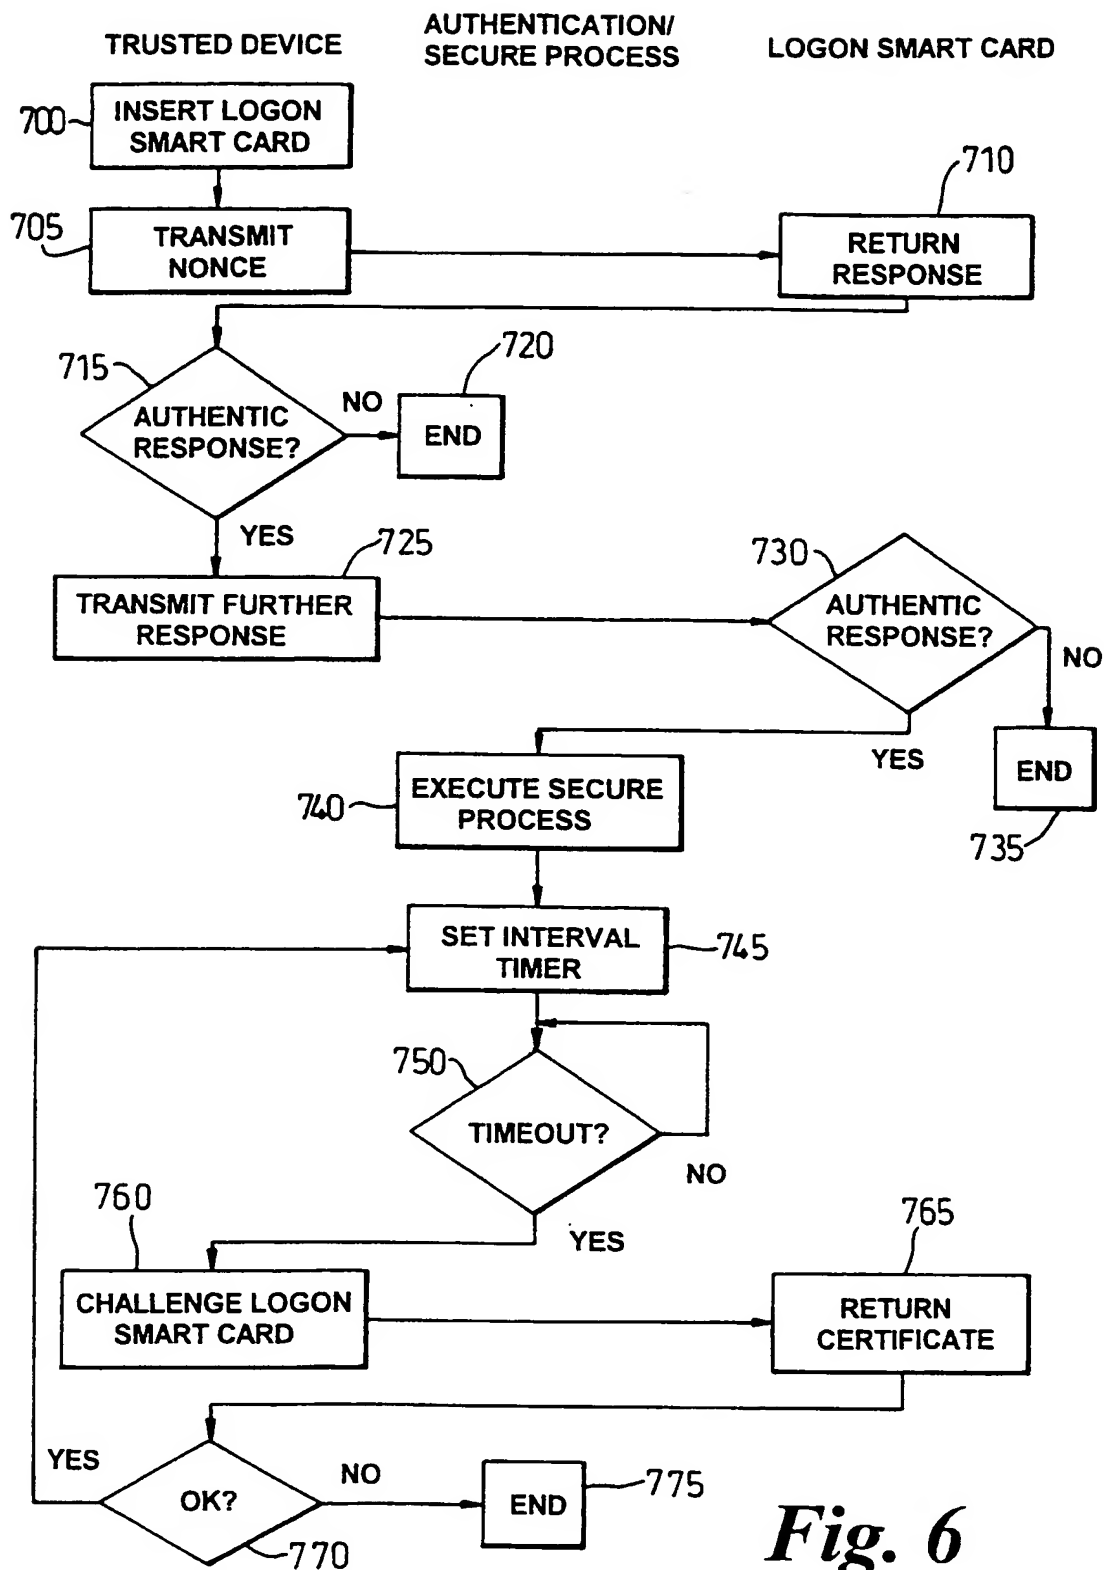 TRUSTED DEVICE
AUTHENTICATION/
SECURE PROCESS
LOGON SMART CARD
700
INSERT LOGON
SMART CARD
705
TRANSMIT
NONCE
710
RETURN
RESPONSE
715
AUTHENTIC
RESPONSE?
NO
720
END
YES
725
TRANSMIT FURTHER
RESPONSE
730
AUTHENTIC
RESPONSE?
NO
YES
END
735
740
EXECUTE SECURE
PROCESS
SET INTERVAL
TIMER
745
750
TIMEOUT?
NO
YES
760
CHALLENGE LOGON
SMART CARD
765
RETURN
CERTIFICATE
YES
OK?
NO
770
END
775
Fig. 6